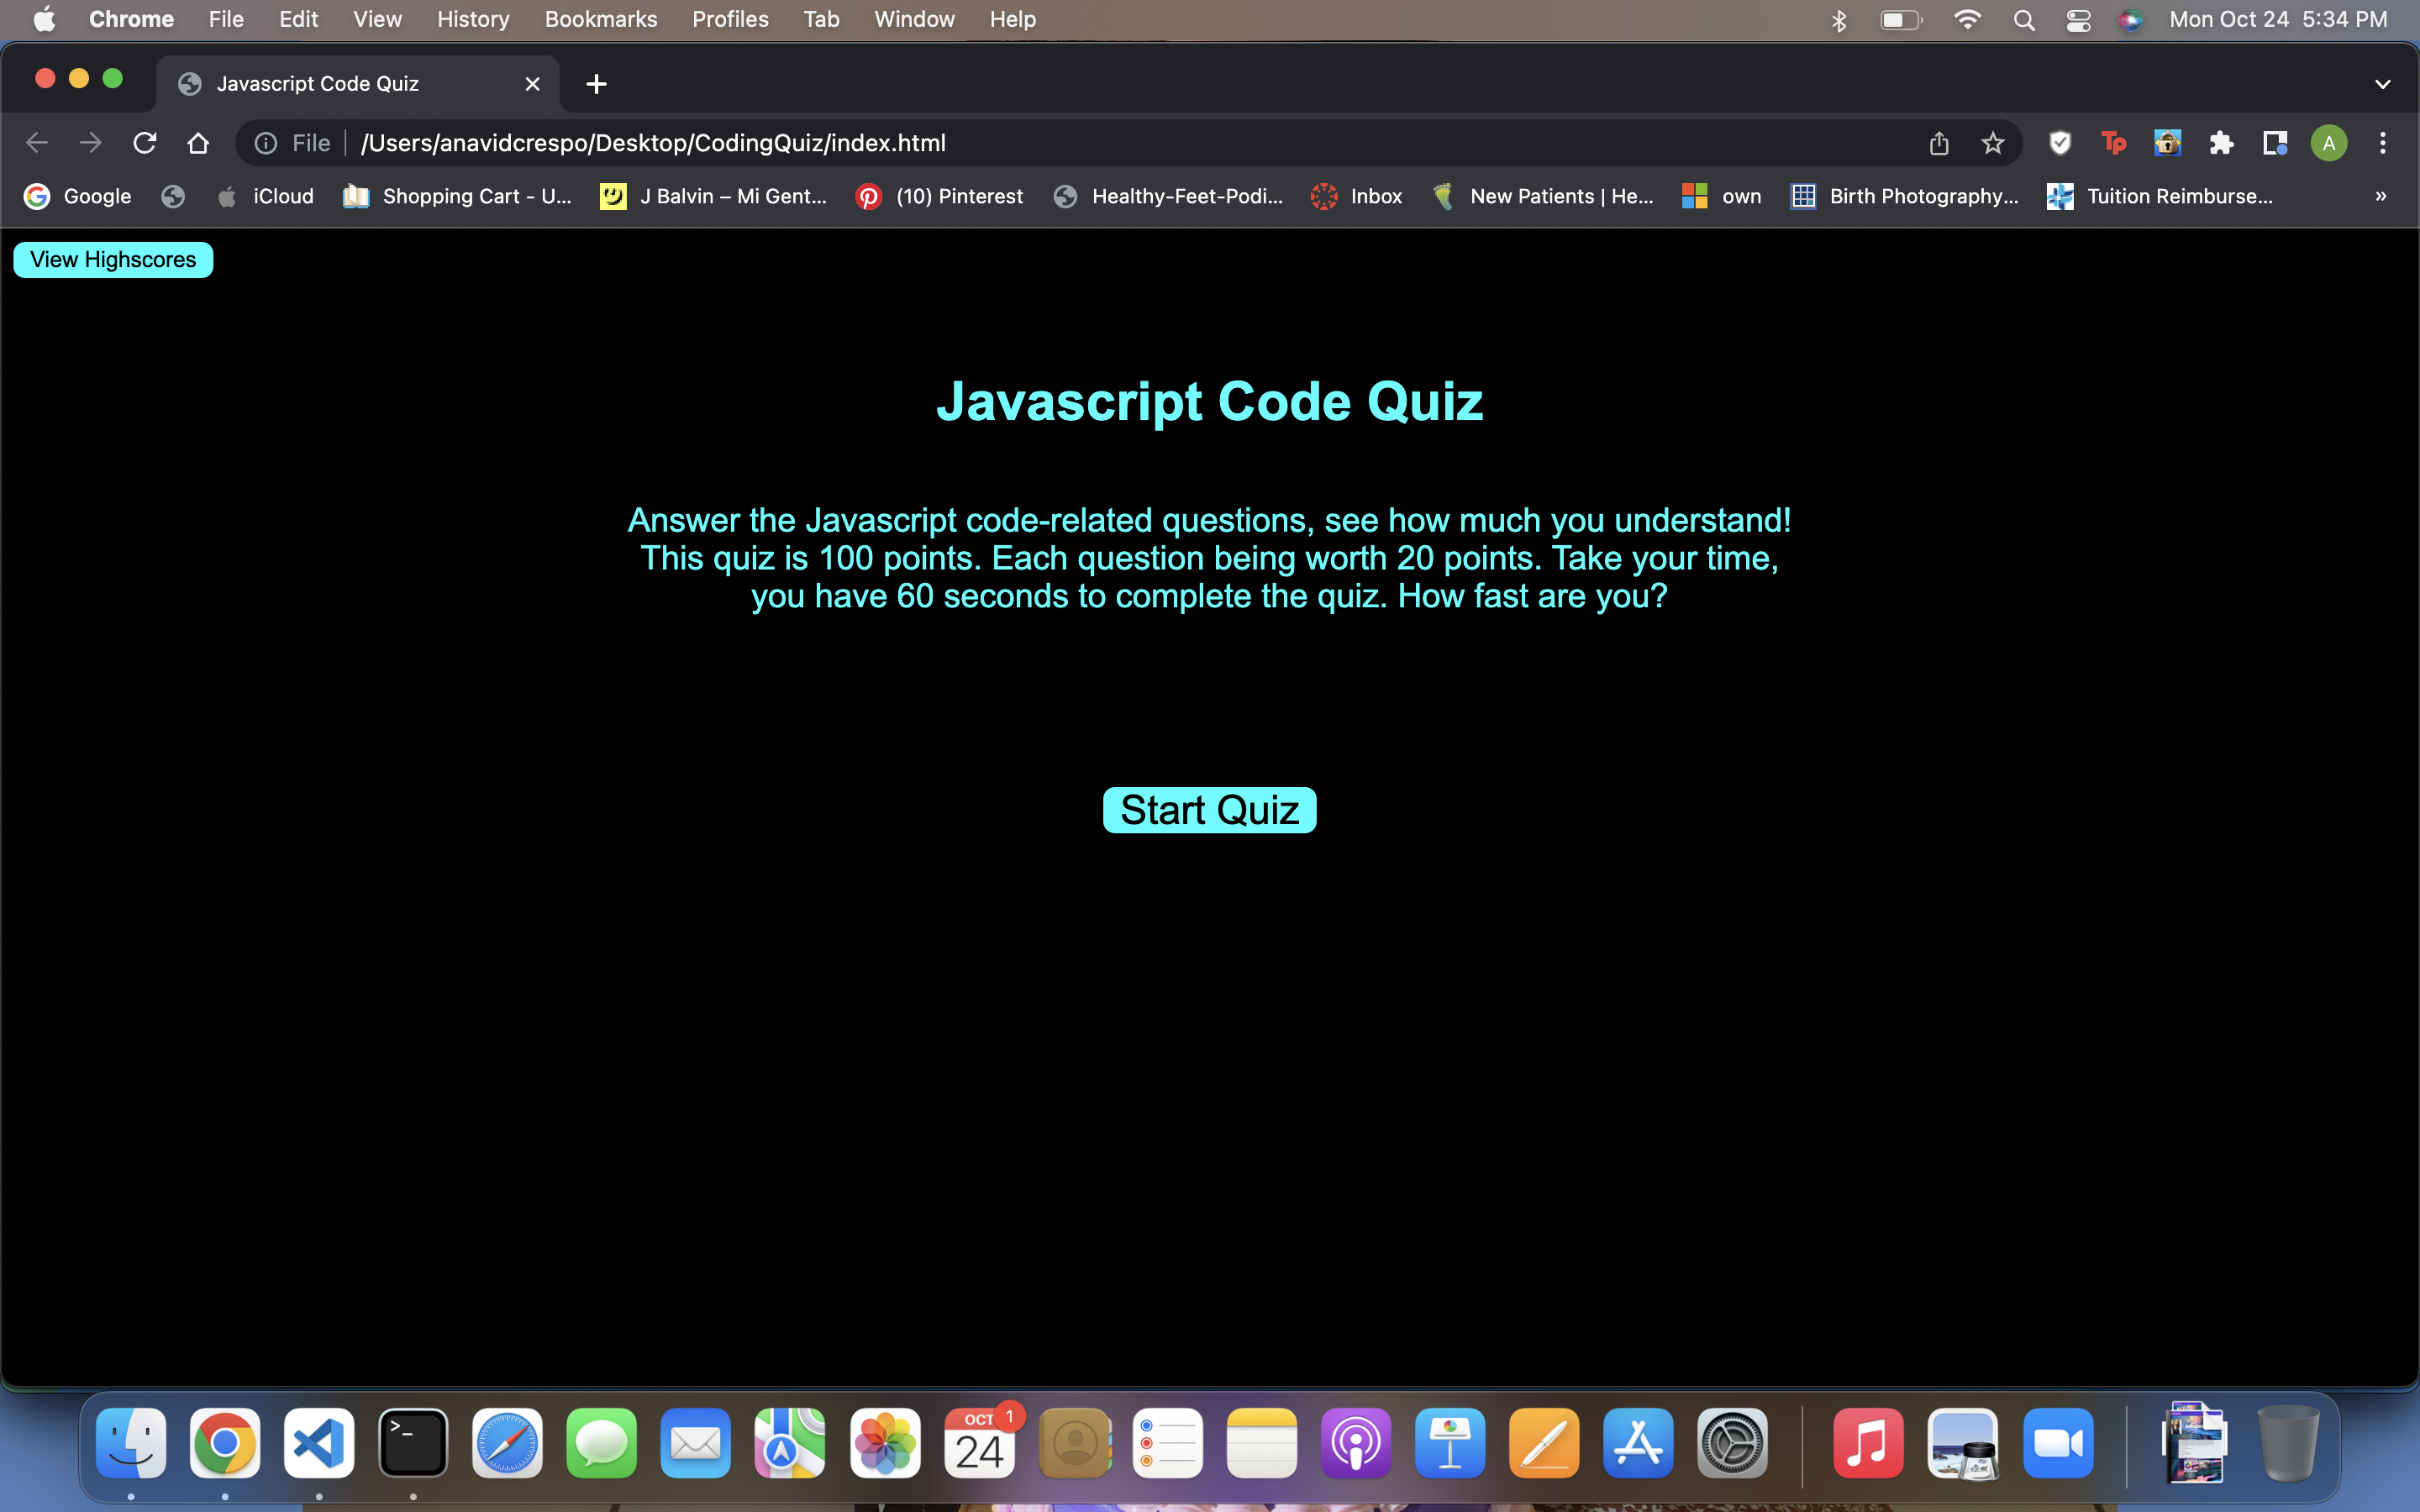 Chrome File Edit View History Bookmarks Profiles Tab Window Help Mon Oct 24 5:34 PM
Javascript Code Quiz
File /Users/anavidcrespo/Desktop/CodingQuiz/index.html Tp A
Google iCloud Shopping Cart - U... J Balvin – Mi Gent... (10) Pinterest Healthy-Feet-Podi... Inbox New Patients | He... own Birth Photography... Tuition Reimburse... »
View Highscores
Javascript Code Quiz
Answer the Javascript code-related questions, see how much you understand!
This quiz is 100 points. Each question being worth 20 points. Take your time,
you have 60 seconds to complete the quiz. How fast are you?
Start Quiz
OCT 1
24